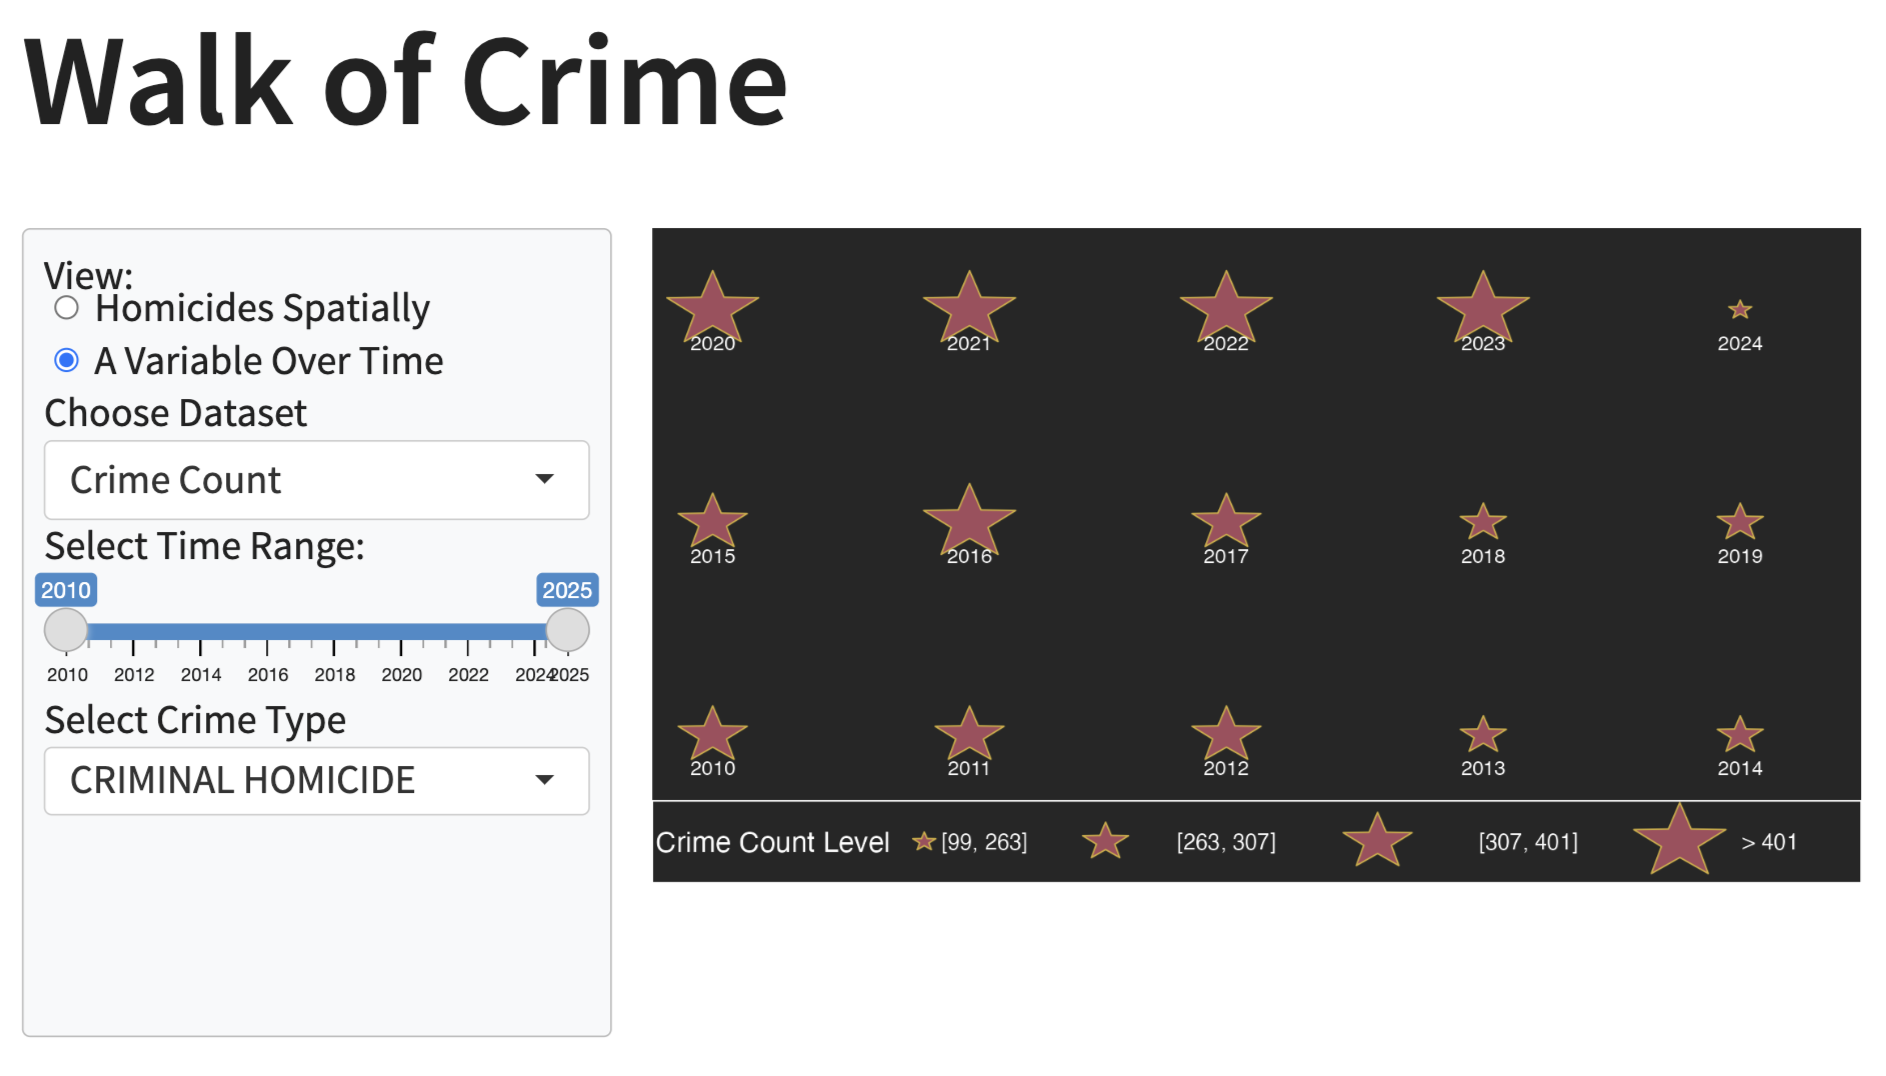 Walk of Crime
View:
Homicides Spatially
A Variable Over Time
Choose Dataset
Crime Count
Select Time Range:
2010 2025
2010 2012 2014 2016 2018 2020 2022 2024 2025
Select Crime Type
CRIMINAL HOMICIDE
2020 2021 2022 2023 2024
2015 2016 2017 2018 2019
2010 2011 2012 2013 2014
Crime Count Level [99, 263] [263, 307] [307, 401] > 401